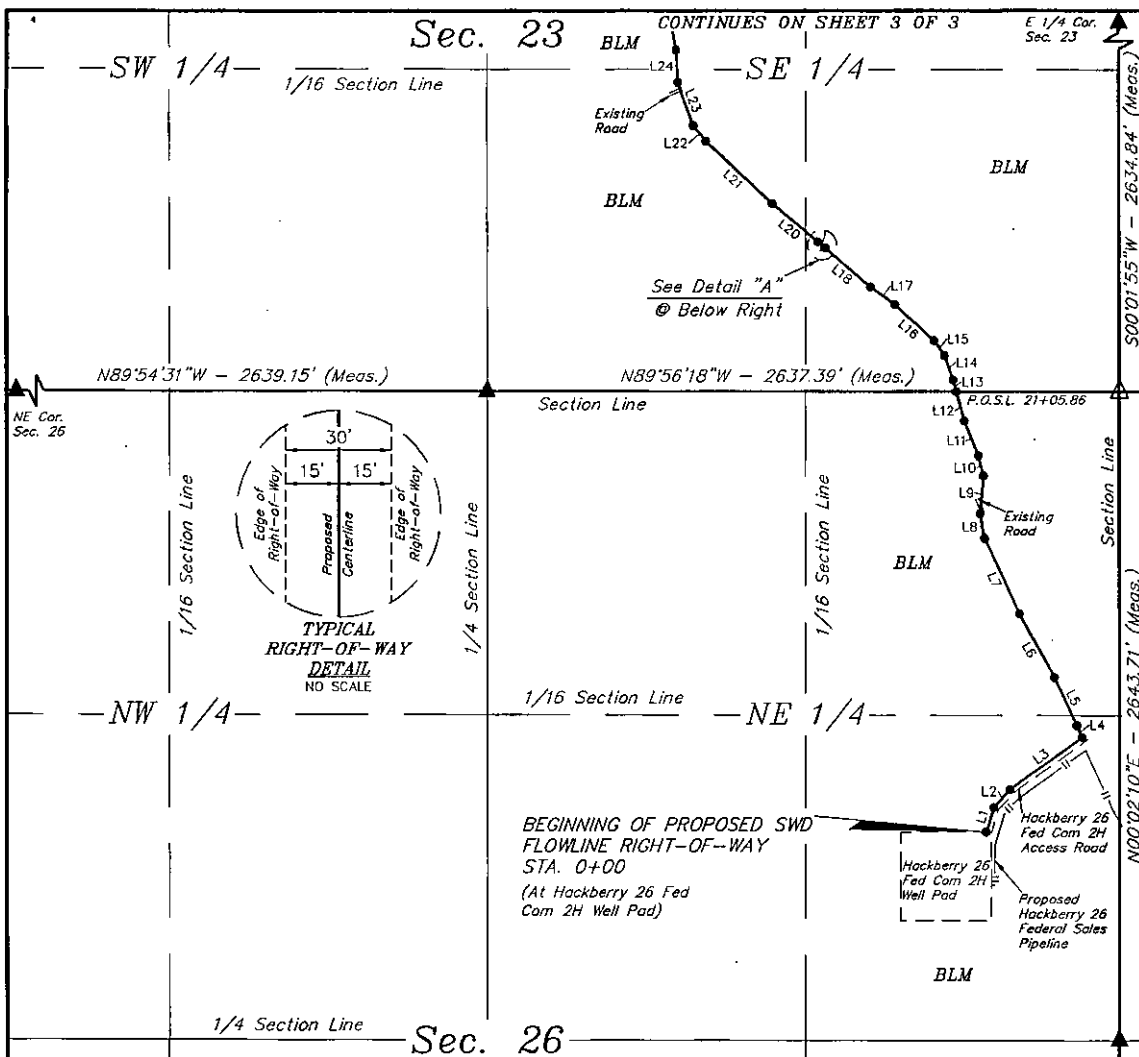 CONTINUES ON SHEET 3 OF 3
Sec. 23
E 1/4 Cor.
Sec. 23
BLM
SW 1/4
SE 1/4
1/16 Section Line
L24
Existing
Road
L23
L22
BLM
BLM
L21
L20
See Detail "A"
@ Below Right
L18
L17
L16
L15
L14
L13
S00°01'55"W - 2634.84' (Meas.)
N89°54'31"W - 2639.15' (Meas.)
N89°56'18"W - 2637.39' (Meas.)
Section Line
P.O.S.L. 21+05.86
NE Cor.
Sec. 26
L12
L11
L10
L9
Existing
Road
L8
BLM
L7
L6
L5
L4
L3
L2
L1
1/16 Section Line
1/4 Section Line
1/16 Section Line
Section Line
N00°02'10"E - 2643.71' (Meas.)
30'
15' 15'
Edge of
Right-of-Way
Proposed
Centerline
Edge of
Right-of-Way
TYPICAL
RIGHT-OF-WAY
DETAIL
NO SCALE
1/16 Section Line
NW 1/4
NE 1/4
BEGINNING OF PROPOSED SWD
FLOWLINE RIGHT-OF-WAY
STA. 0+00
(At Hackberry 26 Fed
Com 2H Well Pad)
Hackberry 26
Fed Com 2H
Access Road
Hackberry 26
Fed Com 2H
Well Pad
Proposed
Hackberry 26
Federal Sales
Pipeline
BLM
1/4 Section Line
Sec. 26